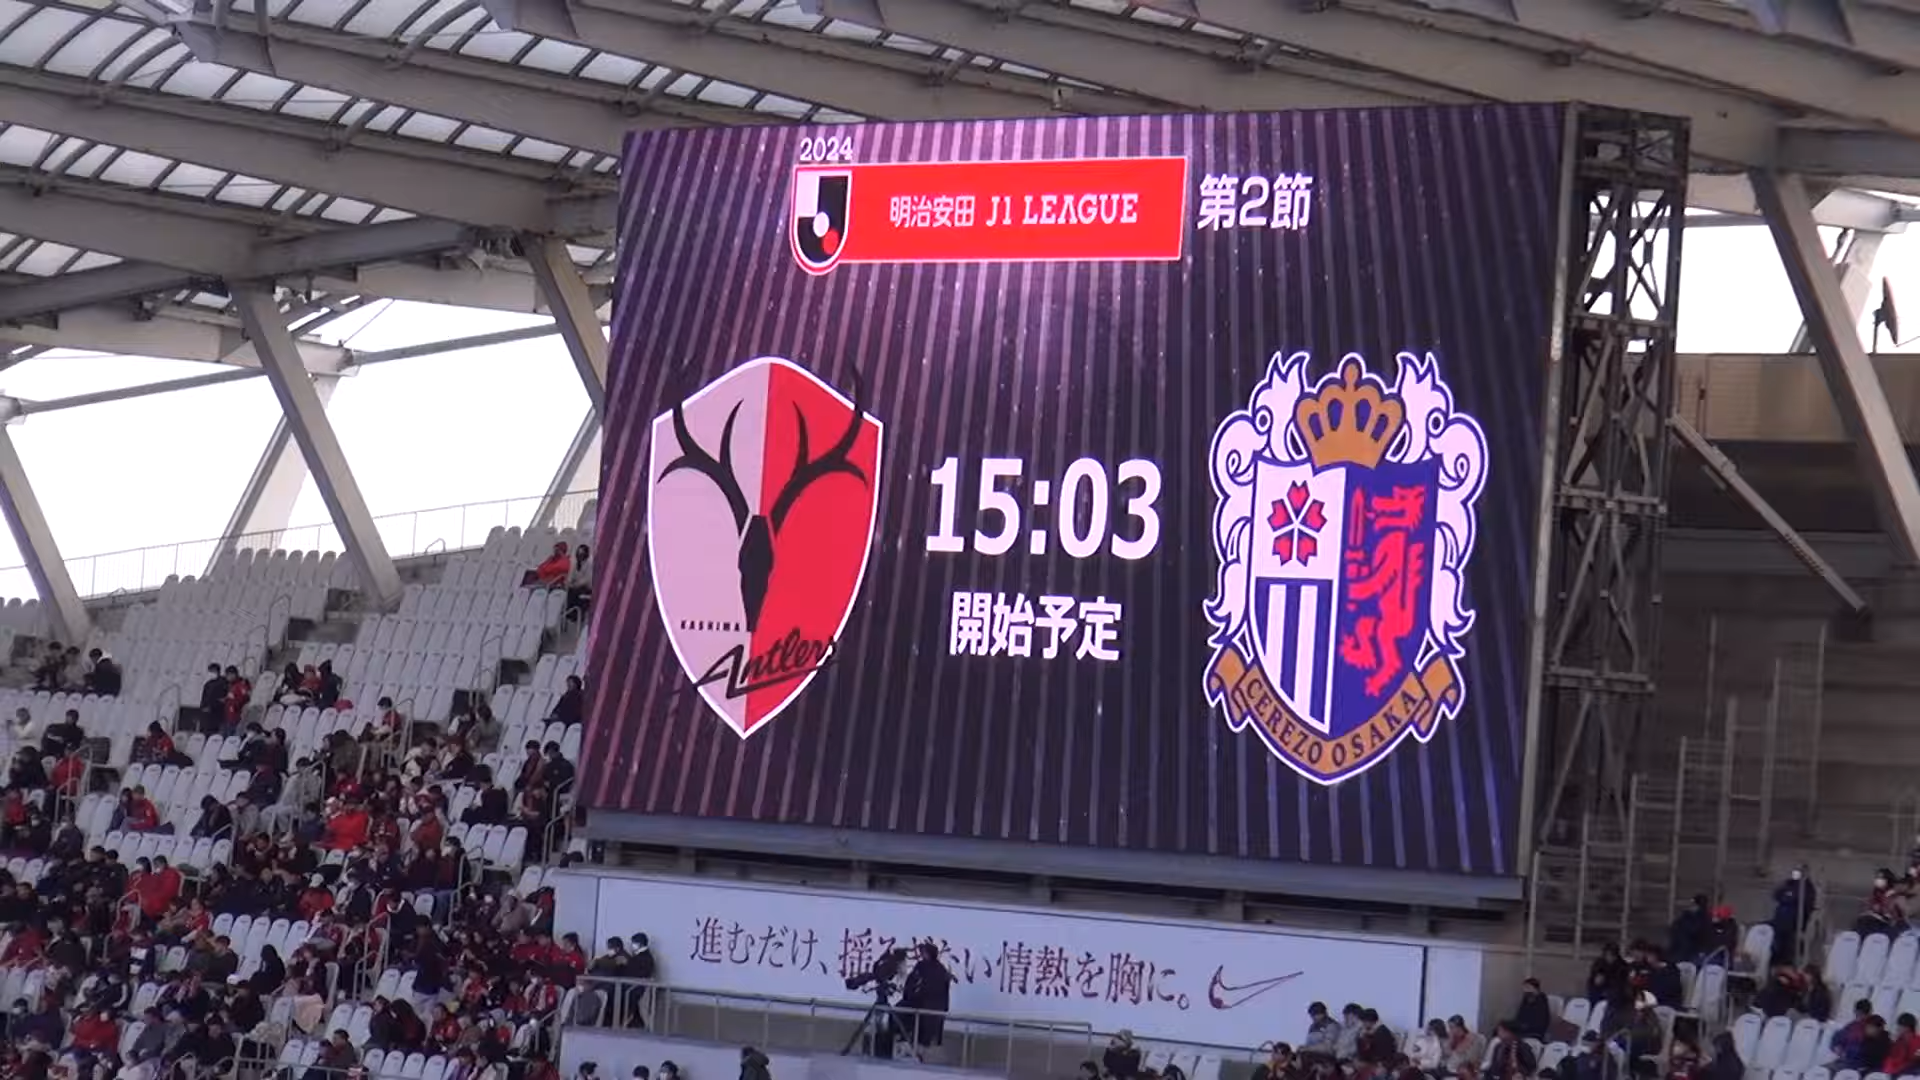 2024
明治安田 J1 LEAGUE
第2節
KASHIMA
Antlers
15:03
開始予定
CEREZO OSAKA
進むだけ、揺るぎない情熱を胸に。